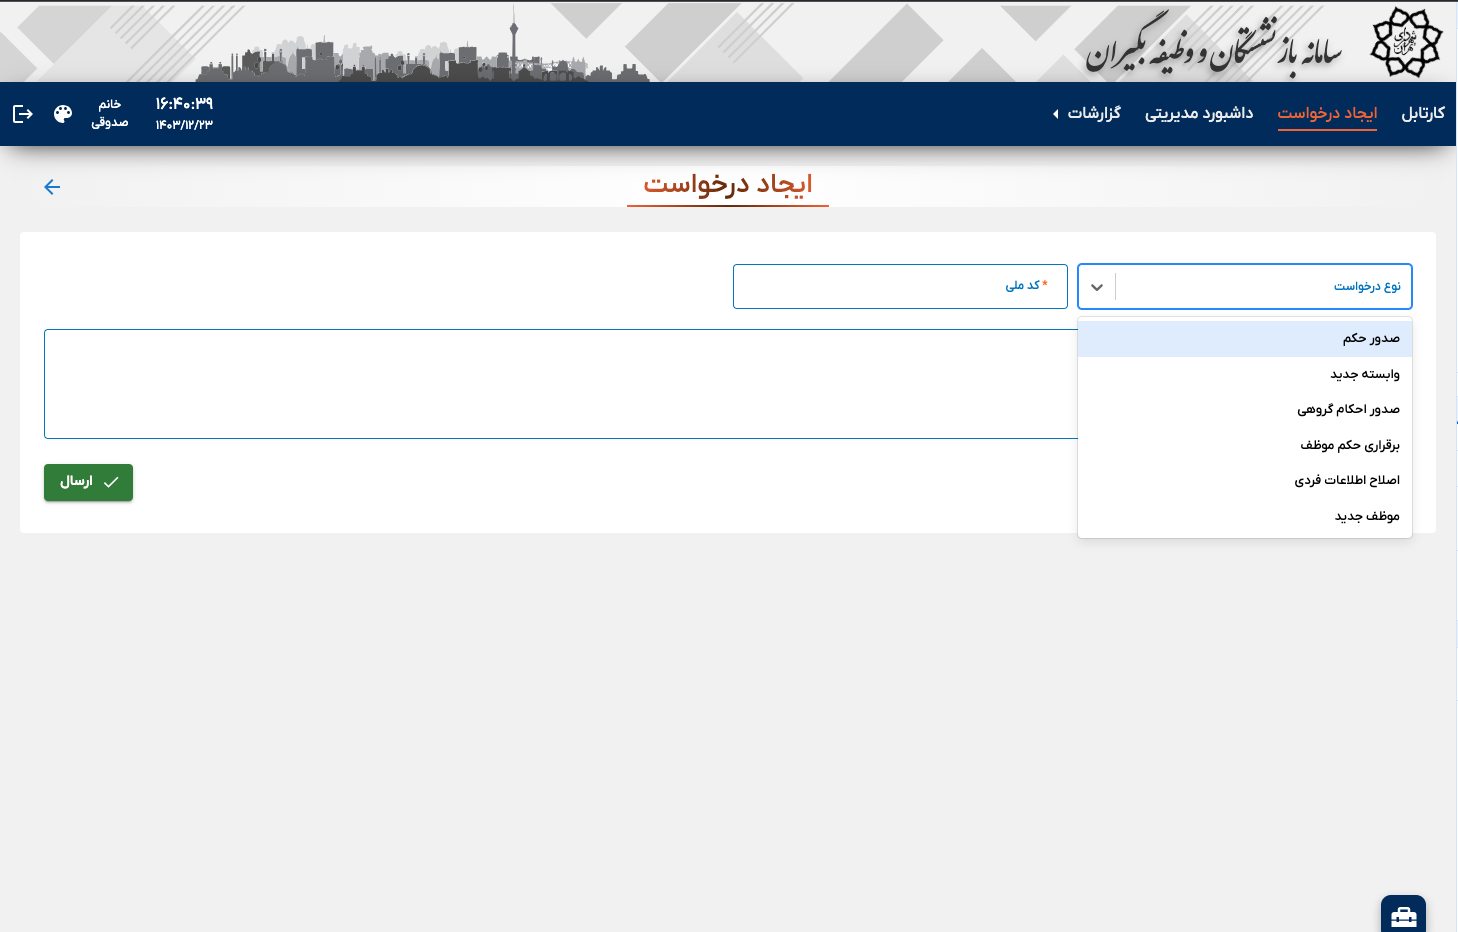 سامانه بازنشستگان و وظیفه بگیران
شهرداری تهران
کارتابل
ایجاد درخواست
داشبورد مدیریتی
گزارشات
۱۶:۴۰:۳۹
۱۴۰۳/۱۲/۲۳
خانم
صدوقی
ایجاد درخواست
نوع درخواست
* کد ملی
صدور حکم
وابسته جدید
صدور احکام گروهی
برقراری حکم موظف
اصلاح اطلاعات فردی
موظف جدید
ارسال